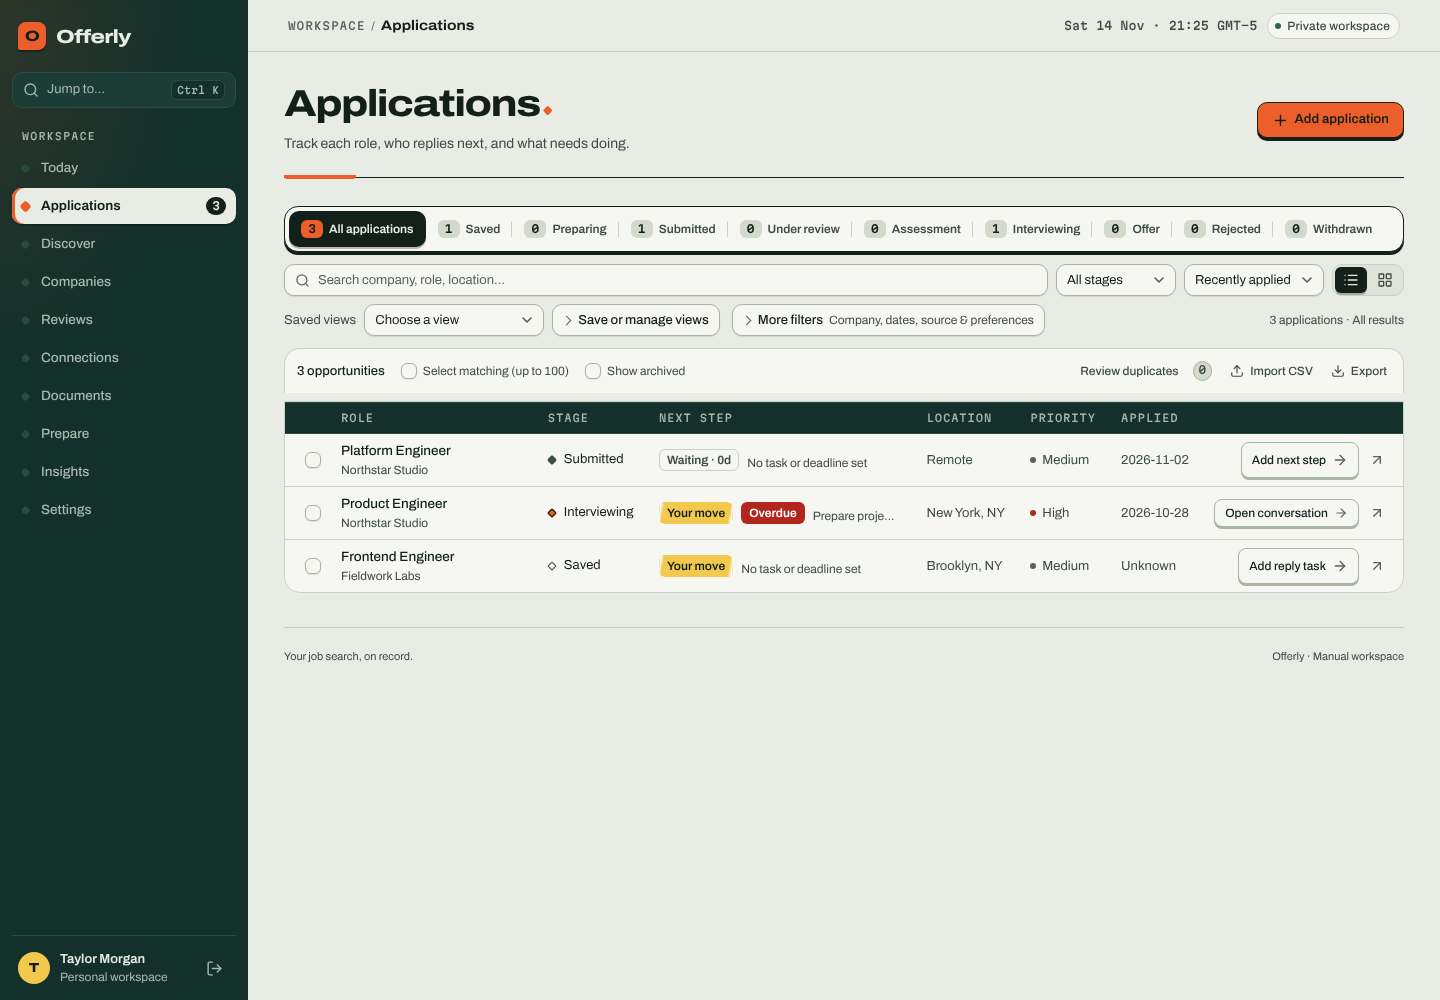 O Offerly
Jump to... Ctrl K
WORKSPACE
Today
Applications 3
Discover
Companies
Reviews
Connections
Documents
Prepare
Insights
Settings
T Taylor Morgan
Personal workspace
WORKSPACE / Applications
Sat 14 Nov · 21:25 GMT-5 Private workspace
Applications
Track each role, who replies next, and what needs doing.
Add application
3 All applications 1 Saved 0 Preparing 1 Submitted 0 Under review 0 Assessment 1 Interviewing 0 Offer 0 Rejected 0 Withdrawn
Search company, role, location... All stages Recently applied
Saved views Choose a view Save or manage views More filters Company, dates, source & preferences 3 applications · All results
3 opportunities Select matching (up to 100) Show archived Review duplicates 0 Import CSV Export
ROLE STAGE NEXT STEP LOCATION PRIORITY APPLIED
Platform Engineer
Northstar Studio
Submitted Waiting · 0d No task or deadline set Remote Medium 2026-11-02 Add next step
Product Engineer
Northstar Studio
Interviewing Your move Overdue Prepare proje... New York, NY High 2026-10-28 Open conversation
Frontend Engineer
Fieldwork Labs
Saved Your move No task or deadline set Brooklyn, NY Medium Unknown Add reply task
Your job search, on record. Offerly · Manual workspace